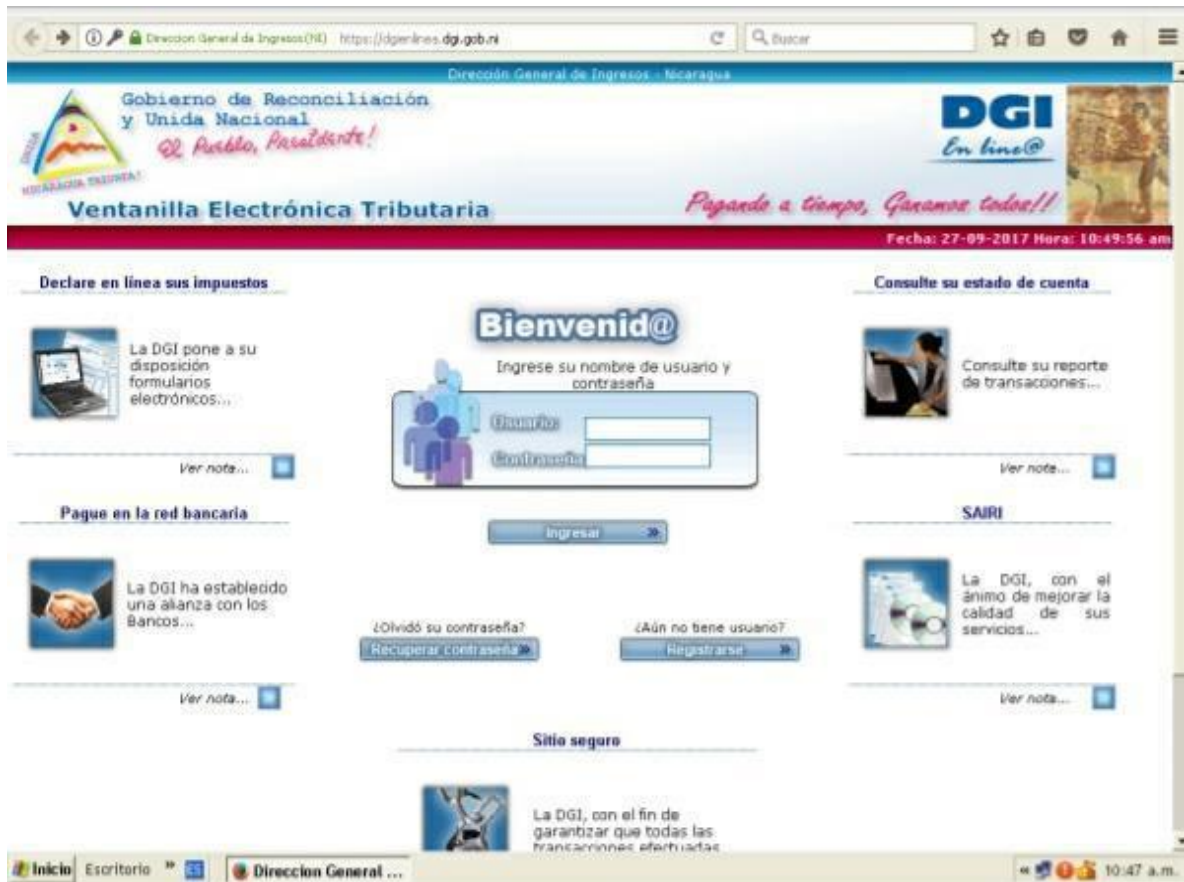 Direccion General de Ingresos (NI) https://dgienlinea.dgi.gob.ni
Buscar
Dirección General de Ingresos - Nicaragua
Gobierno de Reconciliación
y Unida Nacional
El Pueblo, Presidente!
UNIDA
NICARAGUA TRIUNFA!
DGI
En line@
Ventanilla Electrónica Tributaria
Pagando a tiempo, Ganamos todos!!
Fecha: 27-09-2017 Hora: 10:49:56 am
Declare en línea sus impuestos
La DGI pone a su
disposición
formularios
electrónicos...
Ver nota...
Pague en la red bancaria
La DGI ha establecido
una alianza con los
Bancos...
Ver nota...
Bienvenid@
Ingrese su nombre de usuario y
contraseña
Usuario:
Contraseña
Ingresar »
¿Olvidó su contraseña?
Recuperar contraseña»
¿Aún no tiene usuario?
Registrarse »
Consulte su estado de cuenta
Consulte su reporte
de transacciones...
Ver nota...
SAIRI
La DGI, con el
ánimo de mejorar la
calidad de sus
servicios...
Ver nota...
Sitio seguro
La DGI, con el fin de
garantizar que todas las
transacciones efectuadas
Inicio Escritorio » ES Direccion General ... « 10:47 a.m.